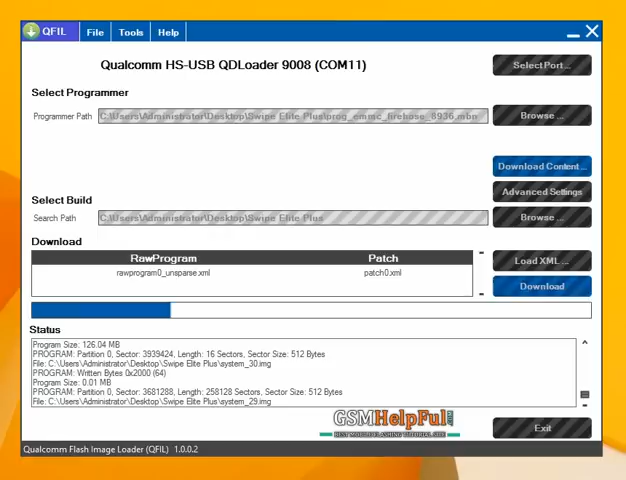 QFIL File Tools Help
Qualcomm HS-USB QDLoader 9008 (COM11)
Select Port...
Select Programmer
Programmer Path C:\Users\Administrator\Desktop\Swipe Elite Plus\prog_emmc_firehose_8936.mbn Browse ...
Download Content...
Advanced Settings
Select Build
Search Path C:\Users\Administrator\Desktop\Swipe Elite Plus Browse ...
Download
RawProgram Patch
rawprogram0_unsparse.xml patch0.xml
Load XML ...
Download
Status
Program Size: 126.04 MB
PROGRAM: Partition 0, Sector: 3939424, Length: 16 Sectors, Sector Size: 512 Bytes
File: C:\Users\Administrator\Desktop\Swipe Elite Plus\system_30.img
PROGRAM: Written Bytes 0x2000 (64)
Program Size: 0.01 MB
PROGRAM: Partition 0, Sector: 3681288, Length: 258128 Sectors, Sector Size: 512 Bytes
File: C:\Users\Administrator\Desktop\Swipe Elite Plus\system_29.img
GSMHelpFul
BEST MOBILE FLASHING TUTORIAL SITE
Exit
Qualcomm Flash Image Loader (QFIL) 1.0.0.2